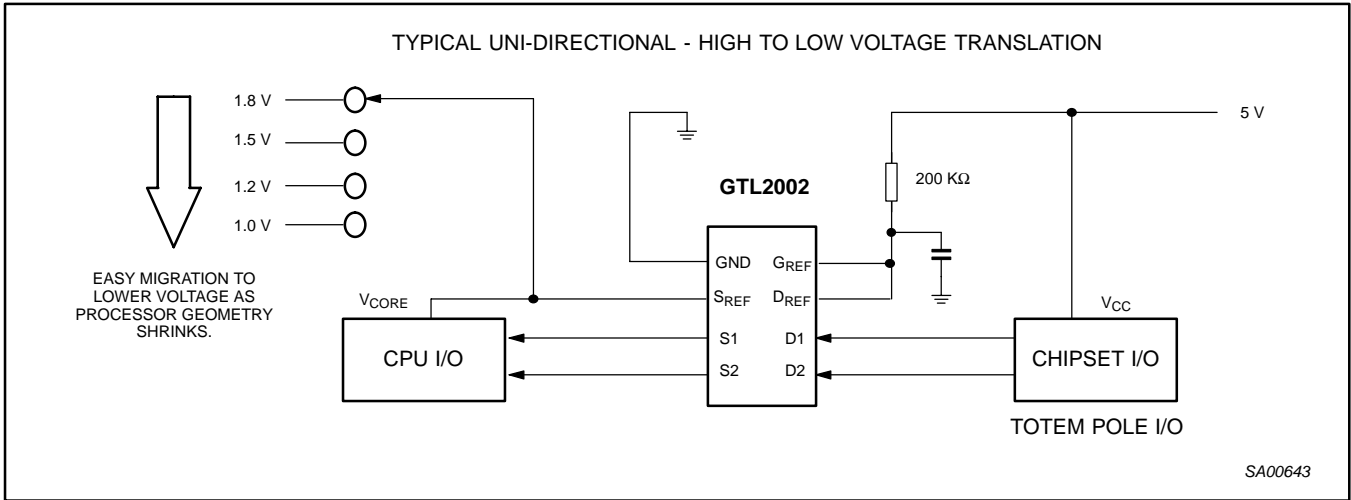 TYPICAL UNI-DIRECTIONAL - HIGH TO LOW VOLTAGE TRANSLATION
1.8 V
1.5 V
1.2 V
1.0 V
EASY MIGRATION TO
LOWER VOLTAGE AS
PROCESSOR GEOMETRY
SHRINKS.
5 V
200 KΩ
GTL2002
GND
GREF
SREF
DREF
S1
D1
S2
D2
VCORE
CPU I/O
VCC
CHIPSET I/O
TOTEM POLE I/O
SA00643